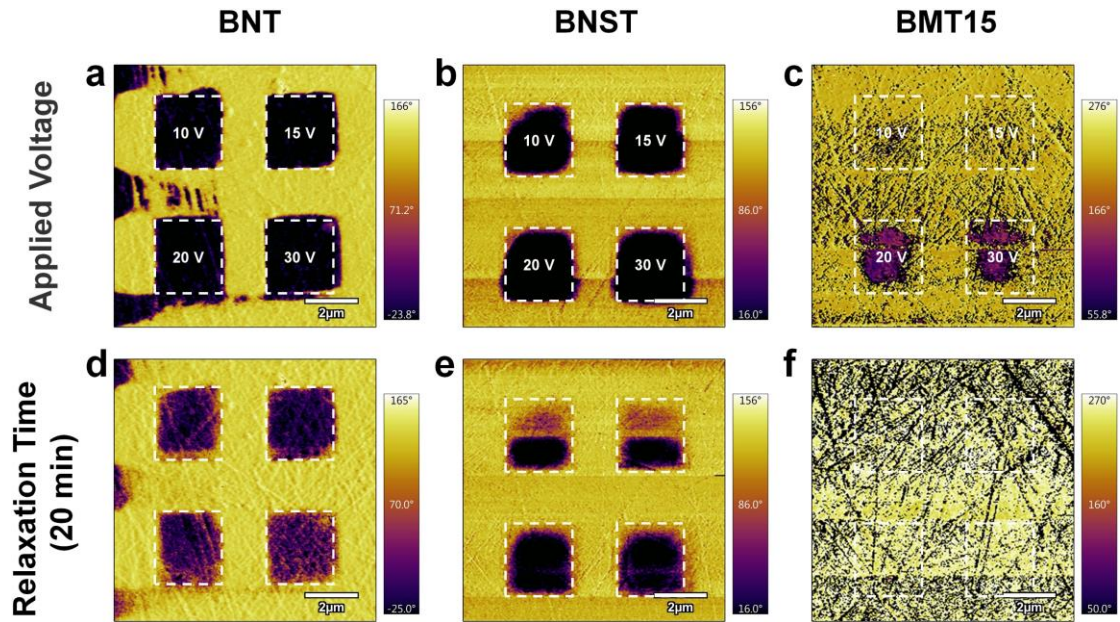 BNT
BNST
BMT15
Applied Voltage
a
10 V
15 V
20 V
30 V
2μm
166°
71.2°
-23.8°
b
10 V
15 V
20 V
30 V
2μm
156°
86.0°
16.0°
c
10 V
15 V
20 V
30 V
2μm
276°
166°
55.8°
Relaxation Time
(20 min)
d
2μm
165°
70.0°
-25.0°
e
2μm
156°
86.0°
16.0°
f
2μm
270°
160°
50.0°